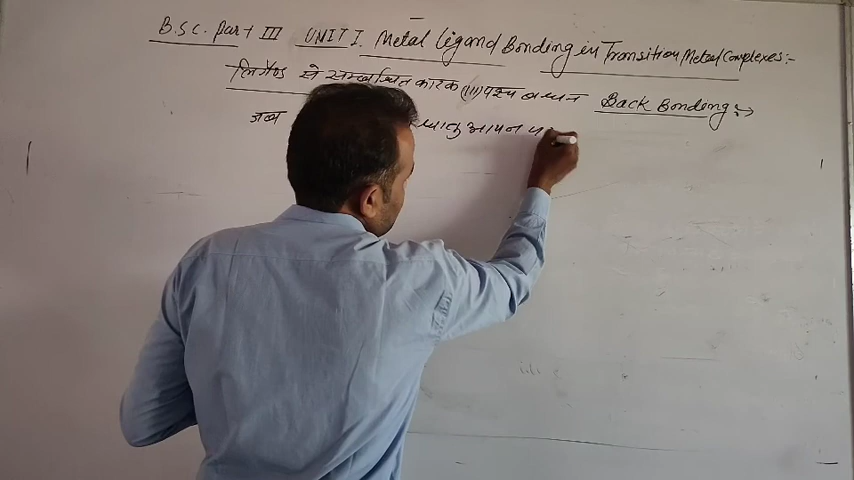 B.Sc. Part III UNIT I. Metal Ligand Bonding in Transition Metal Complexes:-
लिगैण्ड से सम्बन्धित कारक (iii) पश्च बन्धन Back Bonding :→
जब धातु आयन